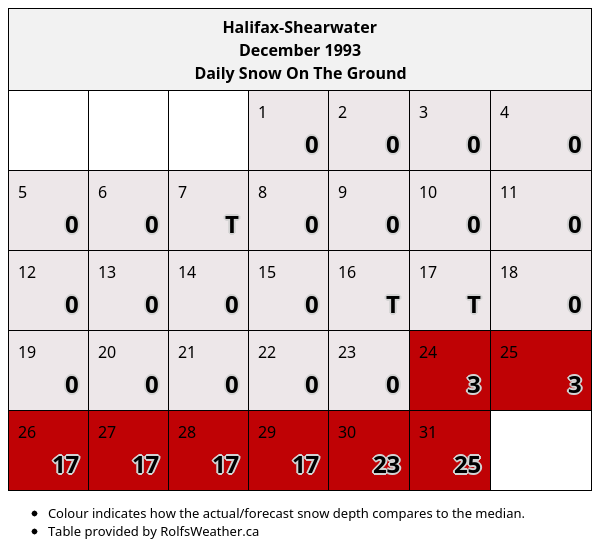 Halifax-Shearwater
December 1993
Daily Snow On The Ground
1 2 3 4
0 0 0 0
5 6 7 8 9 10 11
0 0 T 0 0 0 0
12 13 14 15 16 17 18
0 0 0 0 T T 0
19 20 21 22 23 24 25
0 0 0 0 0 3 3
26 27 28 29 30 31
17 17 17 17 23 25
• Colour indicates how the actual/forecast snow depth compares to the median.
• Table provided by RolfsWeather.ca